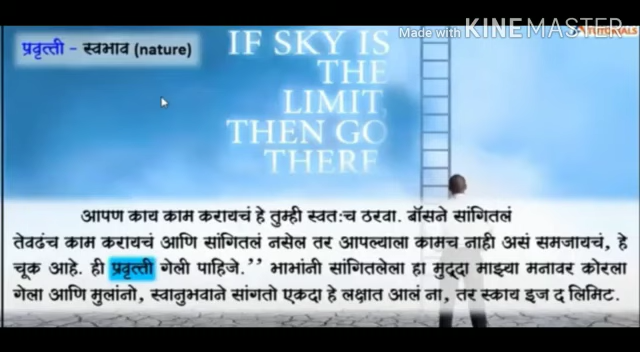 Made with KINEMASTER
TUTORIALS
प्रवृत्ती - स्वभाव (nature)
IF SKY IS
THE
LIMIT,
THEN GO
THERE
आपण काय काम करायचं हे तुम्ही स्वत:च ठरवा. बॉसने सांगितलं
तेवढंच काम करायचं आणि सांगितलं नसेल तर आपल्याला कामच नाही असं समजायचं, हे
चूक आहे. ही प्रवृत्ती गेली पाहिजे.’’ भाभांनी सांगितलेला हा मुद्दा माझ्या मनावर कोरला
गेला आणि मुलांनो, स्वानुभवाने सांगतो एकदा हे लक्षात आलं ना, तर स्काय इज द लिमिट.